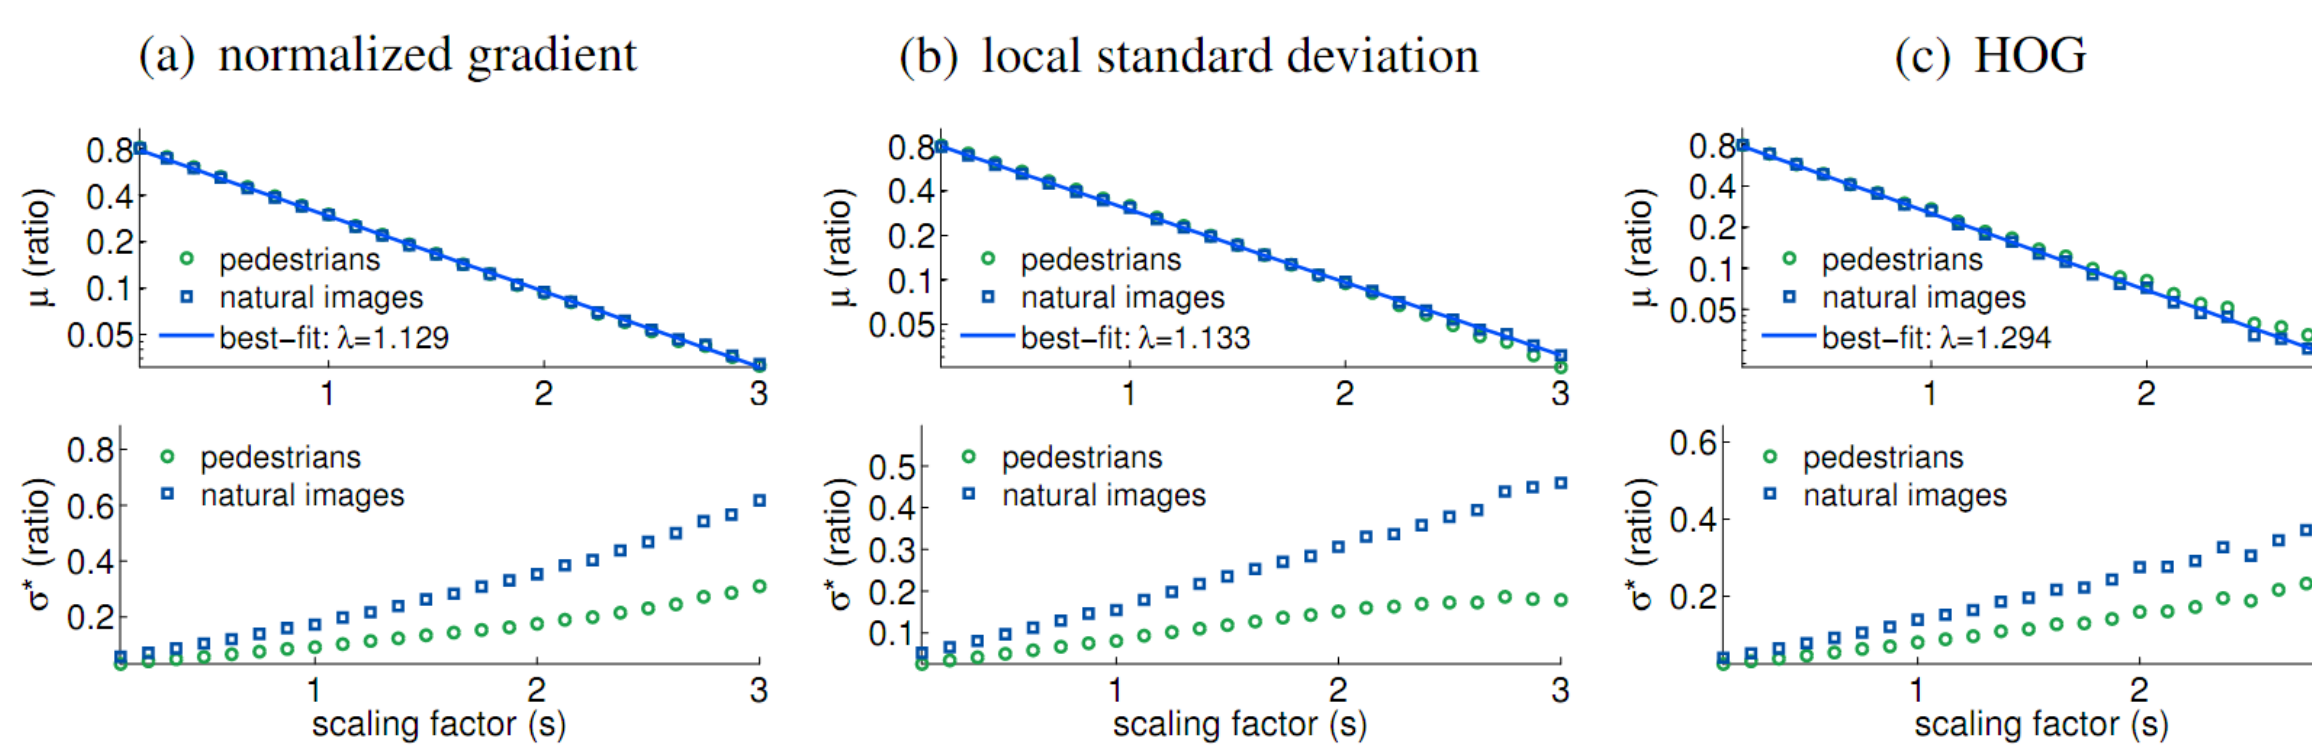 (a) normalized gradient
(b) local standard deviation
(c) HOG
μ (ratio)
0.8
0.4
0.2
0.1
0.05
pedestrians
natural images
best−fit: λ=1.129
1 2 3
μ (ratio)
0.8
0.4
0.2
0.1
0.05
pedestrians
natural images
best−fit: λ=1.133
1 2 3
μ (ratio)
0.8
0.4
0.2
0.1
0.05
pedestrians
natural images
best−fit: λ=1.294
1 2
σ* (ratio)
0.8
0.6
0.4
0.2
pedestrians
natural images
1 2 3
scaling factor (s)
σ* (ratio)
0.5
0.4
0.3
0.2
0.1
pedestrians
natural images
1 2 3
scaling factor (s)
σ* (ratio)
0.6
0.4
0.2
pedestrians
natural images
1 2
scaling factor (s)